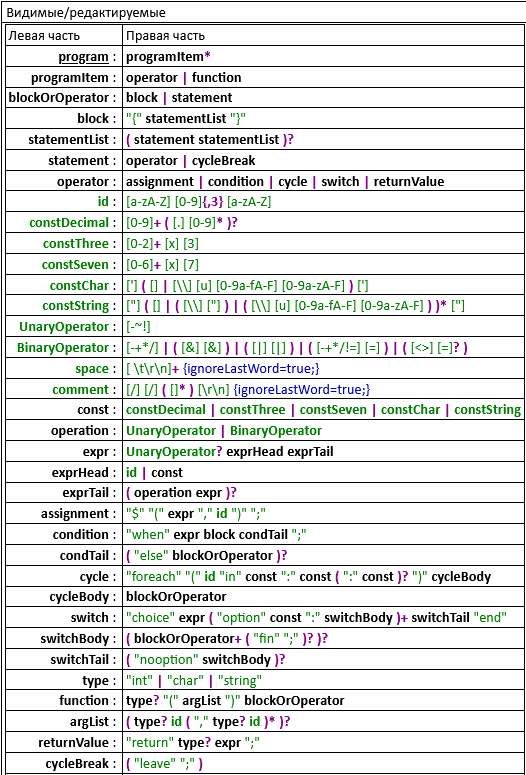 Видимые/редактируемые
Левая часть Правая часть
program : programItem*
programItem : operator | function
blockOrOperator : block | statement
block : "{" statementList "}"
statementList : ( statement statementList )?
statement : operator | cycleBreak
operator : assignment | condition | cycle | switch | returnValue
id : [a-zA-Z] [0-9]{,3} [a-zA-Z]
constDecimal : [0-9]+ ( [.] [0-9]* )?
constThree : [0-2]+ [x] [3]
constSeven : [0-6]+ [x] [7]
constChar : ['] ( [] | [\\] [u] [0-9a-fA-F] [0-9a-zA-F] ) [']
constString : ["] ( [] | ( [\\] ["] ) | ( [\\] [u] [0-9a-fA-F] [0-9a-zA-F] ) )* ["]
UnaryOperator : [-~!]
BinaryOperator : [-+*/] | ( [&] [&] ) | ( [|] [|] ) | ( [-+*/!=] [=] ) | ( [<>] [=]? )
space : [ \t\r\n]+ {ignoreLastWord=true;}
comment : [/] [/] ( []* ) [\r\n] {ignoreLastWord=true;}
const : constDecimal | constThree | constSeven | constChar | constString
operation : UnaryOperator | BinaryOperator
expr : UnaryOperator? exprHead exprTail
exprHead : id | const
exprTail : ( operation expr )?
assignment : "$" "(" expr "," id ")" ";"
condition : "when" expr block condTail ";"
condTail : ( "else" blockOrOperator )?
cycle : "foreach" "(" id "in" const ":" const ( ":" const )? ")" cycleBody
cycleBody : blockOrOperator
switch : "choice" expr ( "option" const ":" switchBody )+ switchTail "end"
switchBody : ( blockOrOperator+ ( "fin" ";" )? )?
switchTail : ( "nooption" switchBody )?
type : "int" | "char" | "string"
function : type? "(" argList ")" blockOrOperator
argList : ( type? id ( "," type? id )* )?
returnValue : "return" type? expr ";"
cycleBreak : ( "leave" ";" )